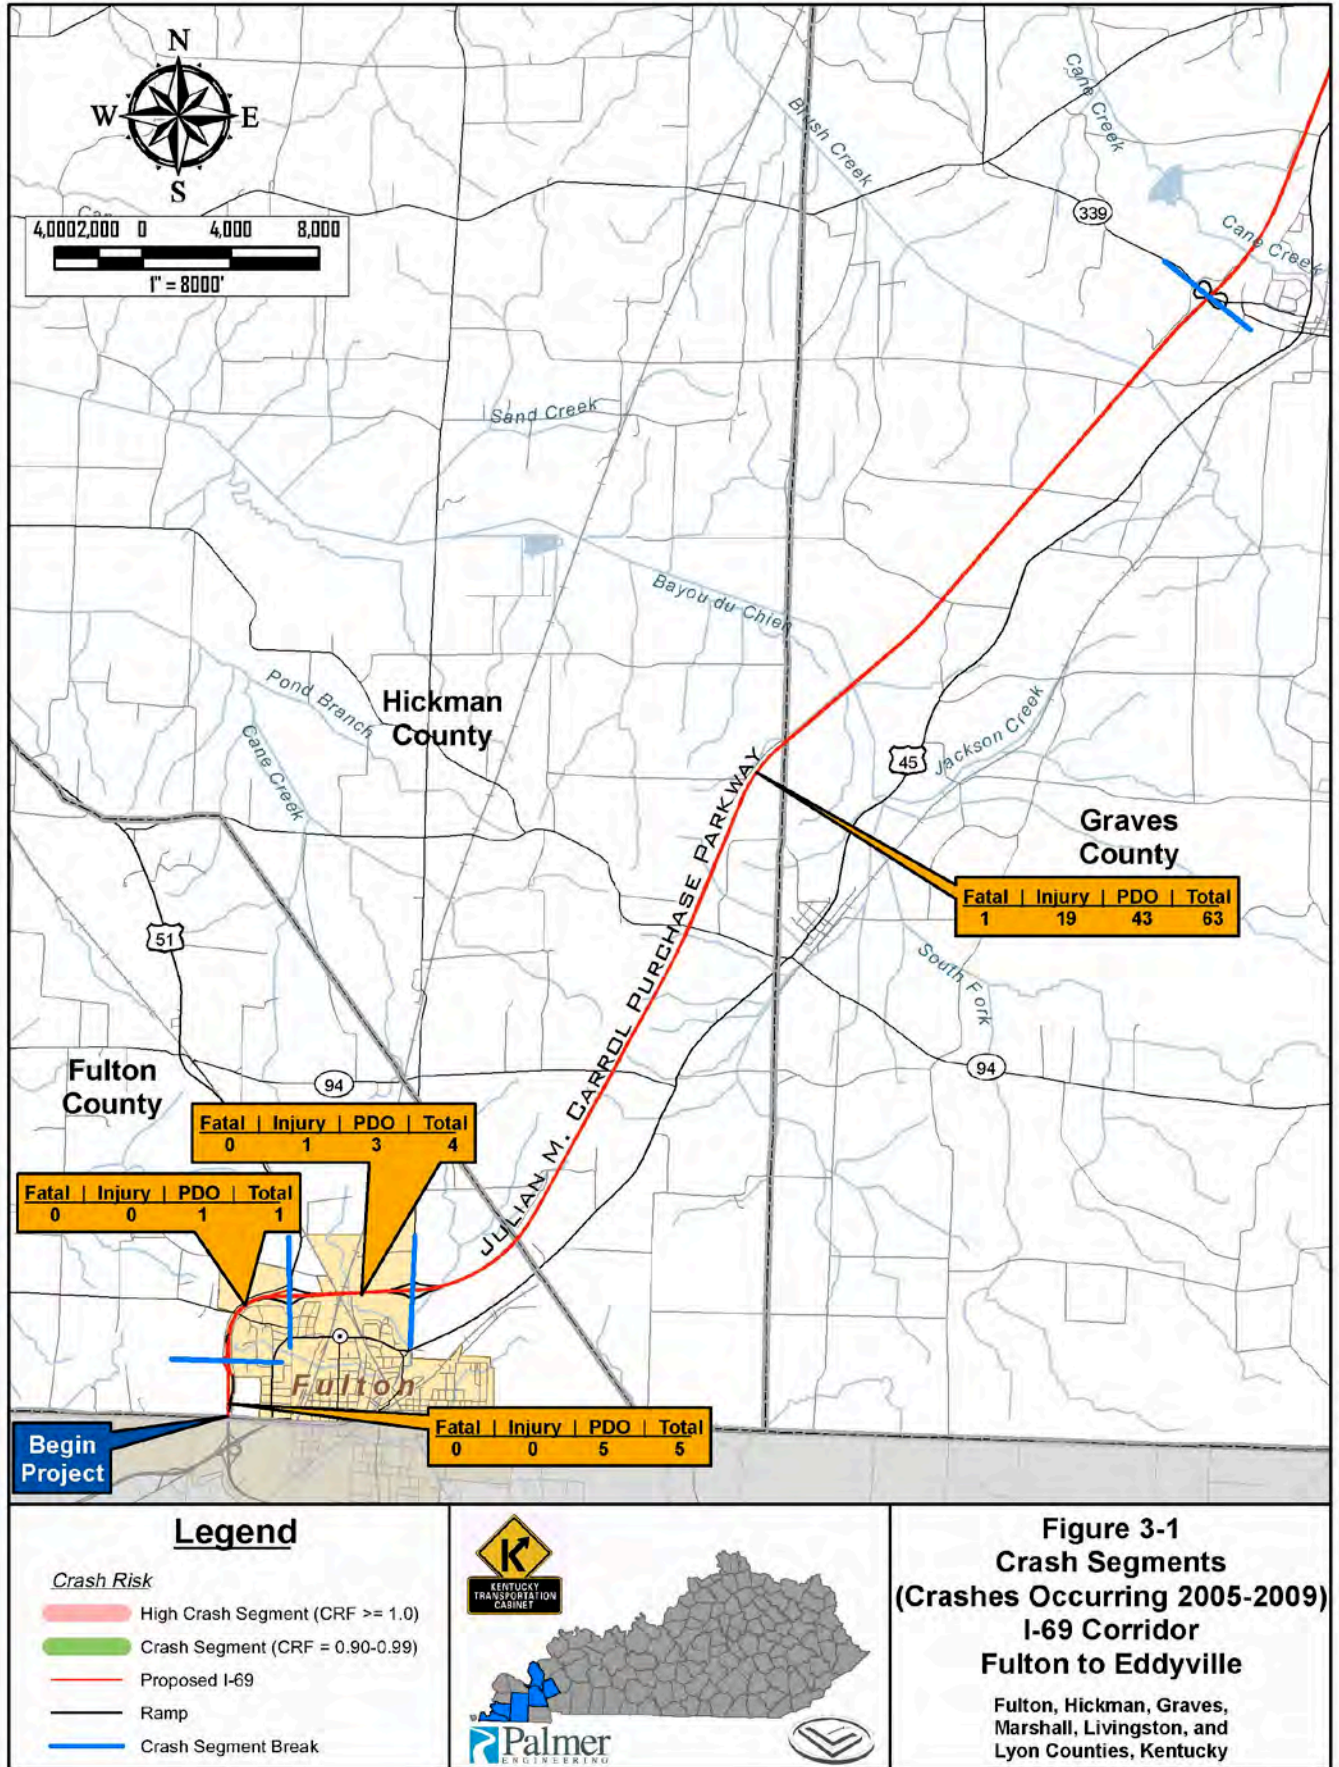 N
W E
S
4,000 2,000 0 4,000 8,000
1" = 8000'
Cane Creek
Brush Creek
339
Cane Creek
Sand Creek
Bayou du Chien
Pond Branch
Hickman
County
Cane Creek
45
Jackson Creek
JULIAN M. CARROL PURCHASE PARKWAY
Graves
County
Fatal | Injury | PDO | Total
1 19 43 63
51
South Fork
Fulton
County
94
94
Fatal | Injury | PDO | Total
0 1 3 4
Fatal | Injury | PDO | Total
0 0 1 1
Fulton
Fatal | Injury | PDO | Total
0 0 5 5
Begin
Project
Legend
Crash Risk
High Crash Segment (CRF >= 1.0)
Crash Segment (CRF = 0.90-0.99)
Proposed I-69
Ramp
Crash Segment Break
K
KENTUCKY
TRANSPORTATION
CABINET
Palmer
ENGINEERING
Figure 3-1
Crash Segments
(Crashes Occurring 2005-2009)
I-69 Corridor
Fulton to Eddyville
Fulton, Hickman, Graves,
Marshall, Livingston, and
Lyon Counties, Kentucky